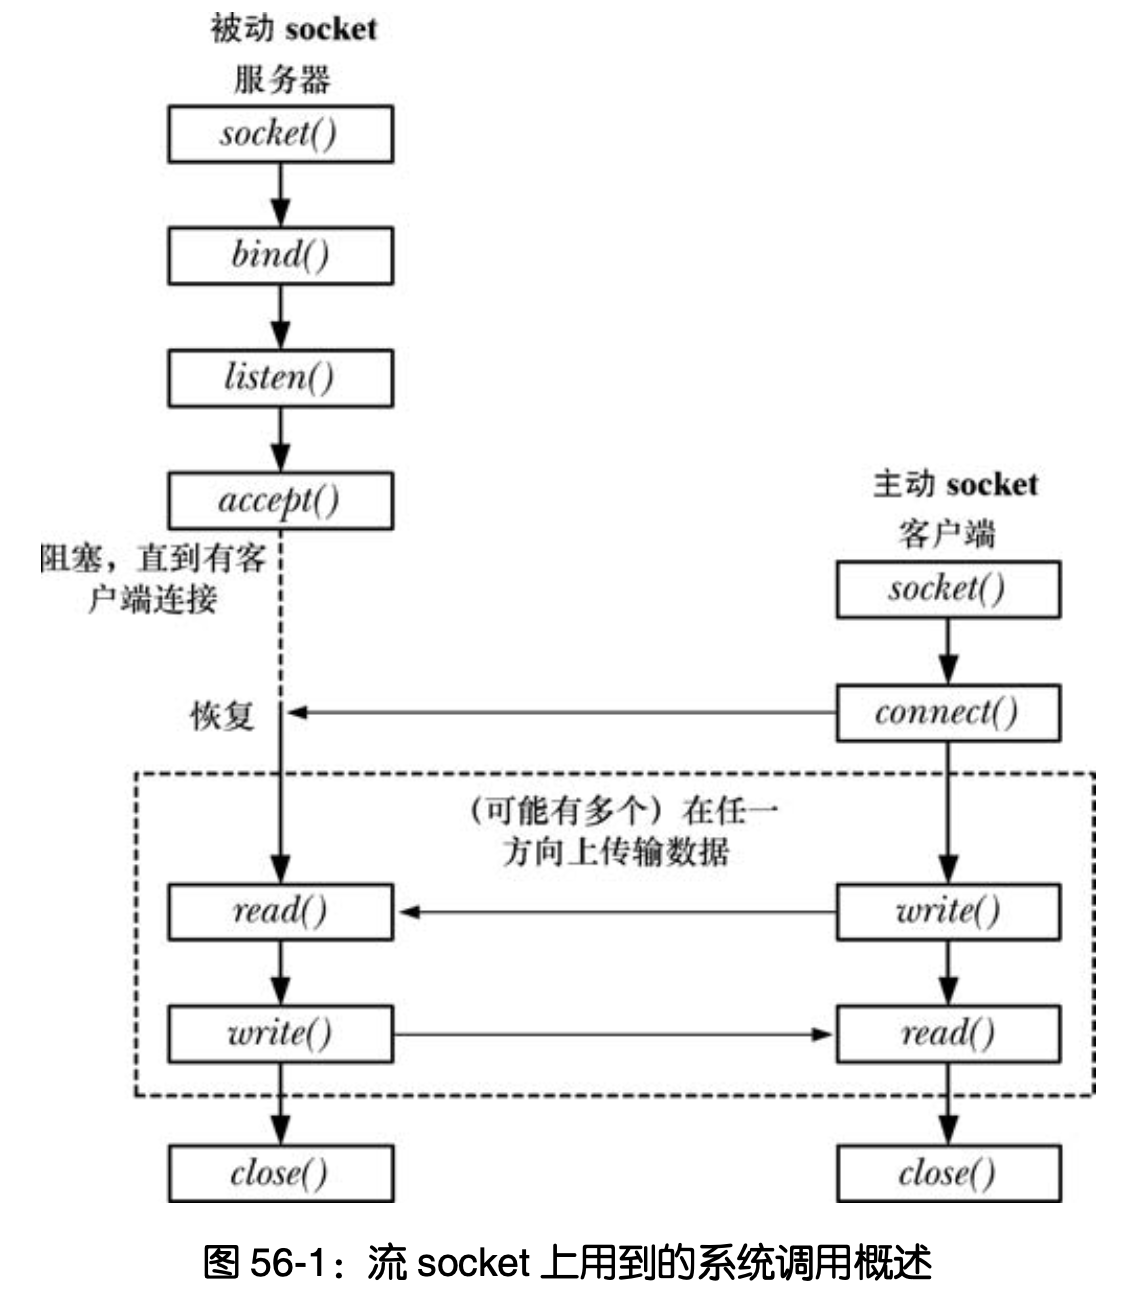 被动 socket
服务器
socket()
bind()
listen()
accept()
阻塞，直到有客
户端连接
主动 socket
客户端
socket()
connect()
恢复
（可能有多个）在任一
方向上传输数据
read()
write()
write()
read()
close()
close()
图 56-1：流 socket 上用到的系统调用概述